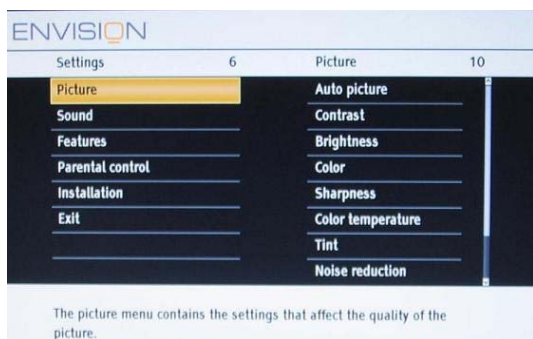 ENVISION
Settings 6 Picture 10
Picture Auto picture
Sound Contrast
Features Brightness
Parental control Color
Installation Sharpness
Exit Color temperature
Tint
Noise reduction
The picture menu contains the settings that affect the quality of the
picture.